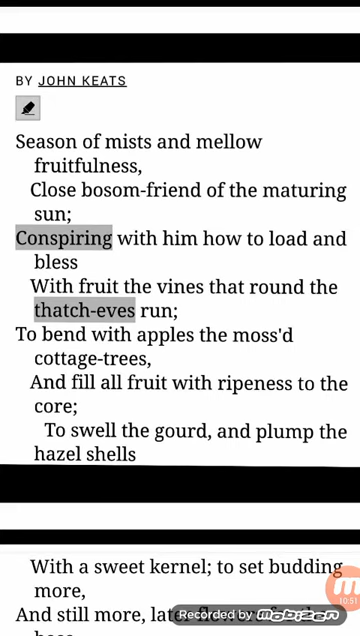 BY JOHN KEATS
Season of mists and mellow
fruitfulness,
Close bosom-friend of the maturing
sun;
Conspiring with him how to load and
bless
With fruit the vines that round the
thatch-eves run;
To bend with apples the moss'd
cottage-trees,
And fill all fruit with ripeness to the
core;
To swell the gourd, and plump the
hazel shells
With a sweet kernel; to set budding
more,
10:51
And still more,
Recorded by mobizen